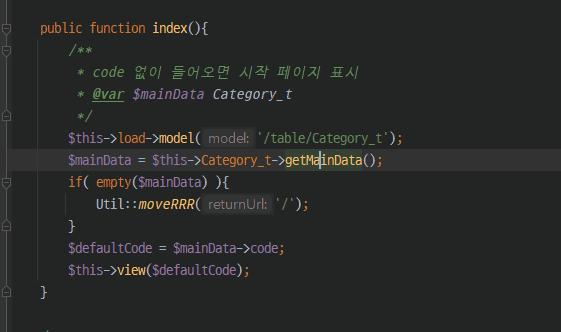 public function index(){
/**
* code 없이 들어오면 시작 페이지 표시
* @var $mainData Category_t
*/
$this->load->model( model: '/table/Category_t');
$mainData = $this->Category_t->getMainData();
if( empty($mainData) ){
Util::moveRRR( returnUrl: '/');
}
$defaultCode = $mainData->code;
$this->view($defaultCode);
}